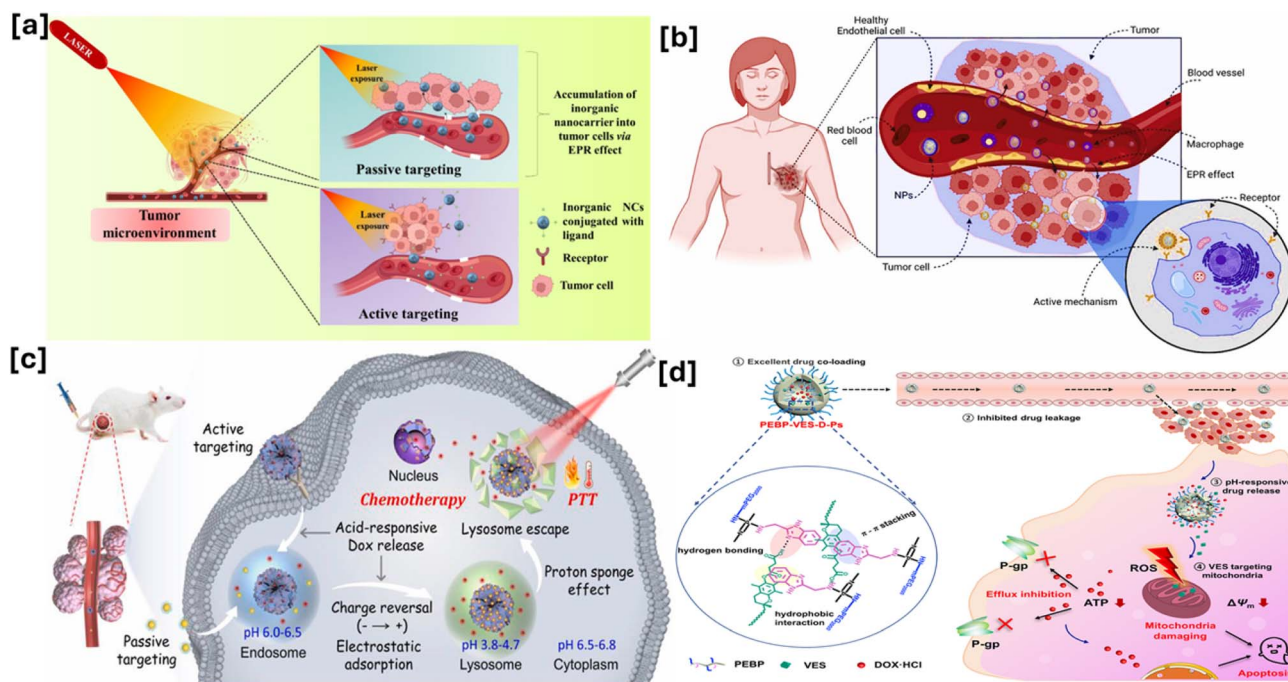 [a]
LASER
Tumor
microenvironment
Laser
exposure
Passive targeting
Laser
exposure
Active targeting
Accumulation of
inorganic
nanocarrier into
tumor cells via
EPR effect
Inorganic NCs
conjugated with
ligand
Receptor
Tumor cell
[b]
Healthy
Endothelial cell
Tumor
Blood vessel
Red blood
cell
Macrophage
EPR effect
NPs
Receptor
Tumor cell
Active mechanism
[c]
Active
targeting
Nucleus
Chemotherapy
PTT
Acid-responsive
Dox release
Lysosome escape
Proton sponge
effect
Charge reversal
(- → +)
Electrostatic
adsorption
Passive
targeting
pH 6.0-6.5
Endosome
pH 3.8-4.7
Lysosome
pH 6.5-6.8
Cytoplasm
[d]
① Excellent drug co-loading
PEBP-VES-D-Ps
② Inhibited drug leakage
③ pH-responsive
drug release
④ VES targeting
mitochondria
hydrogen bonding
π - π stacking
hydrophobic
interaction
PEBP
VES
DOX·HCl
P-gp
Efflux inhibition
P-gp
ROS
ATP
ΔΨm
Mitochondria
damaging
Apoptosis